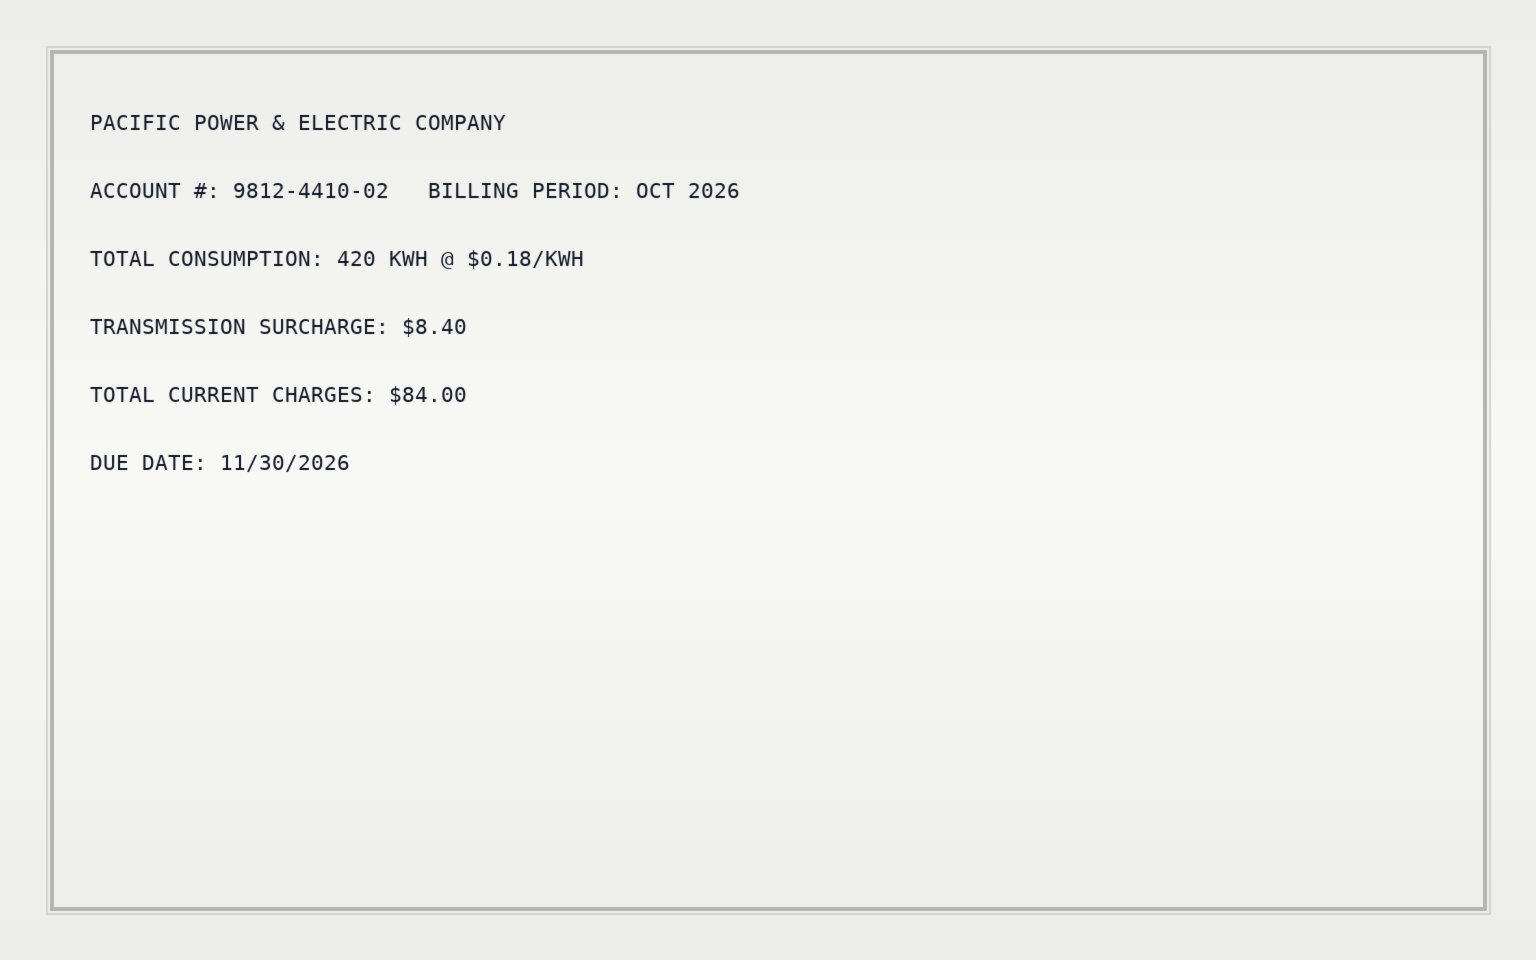 PACIFIC POWER & ELECTRIC COMPANY
ACCOUNT #: 9812-4410-02   BILLING PERIOD: OCT 2026
TOTAL CONSUMPTION: 420 KWH @ $0.18/KWH
TRANSMISSION SURCHARGE: $8.40
TOTAL CURRENT CHARGES: $84.00
DUE DATE: 11/30/2026